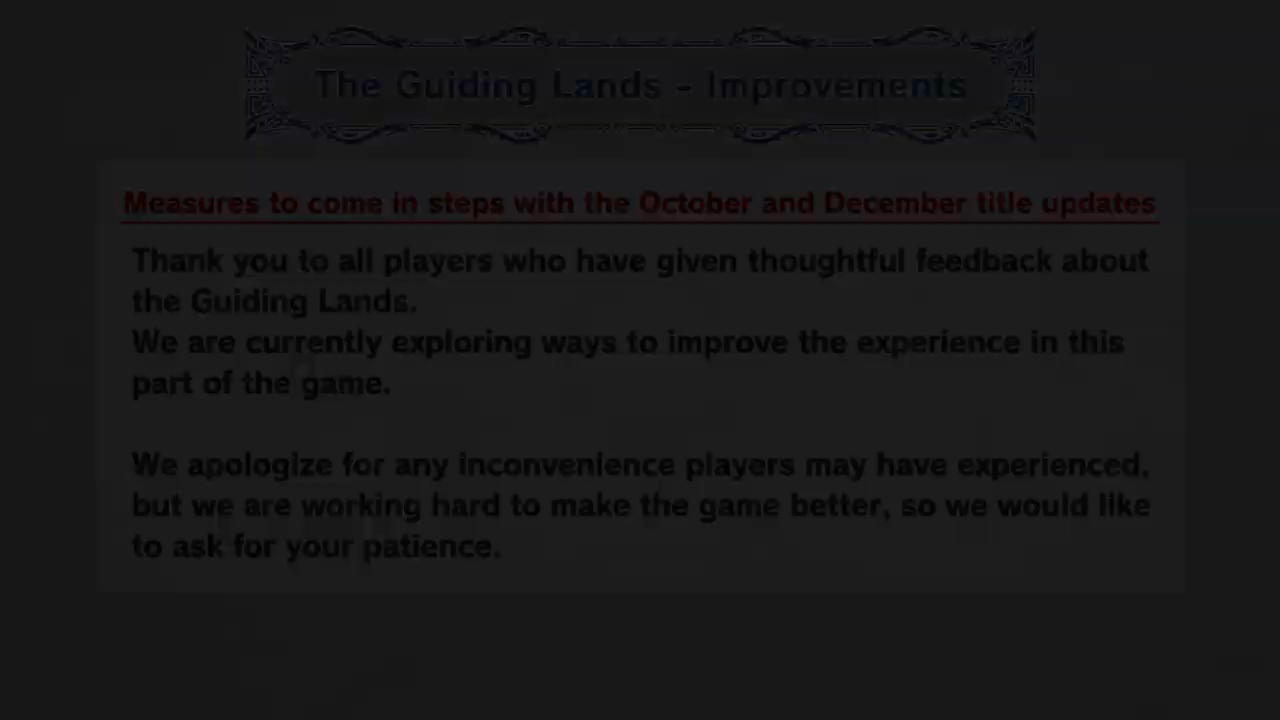 The Guiding Lands - Improvements
Measures to come in steps with the October and December title updates
Thank you to all players who have given thoughtful feedback about
the Guiding Lands.
We are currently exploring ways to improve the experience in this
part of the game.
We apologize for any inconvenience players may have experienced,
but we are working hard to make the game better, so we would like
to ask for your patience.